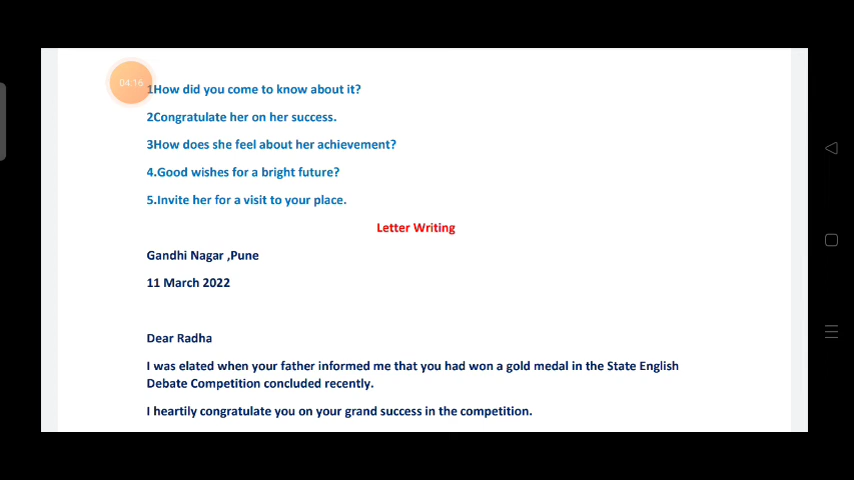 04:16
1How did you come to know about it?
2Congratulate her on her success.
3How does she feel about her achievement?
4.Good wishes for a bright future?
5.Invite her for a visit to your place.
Letter Writing
Gandhi Nagar ,Pune
11 March 2022
Dear Radha
I was elated when your father informed me that you had won a gold medal in the State English
Debate Competition concluded recently.
I heartily congratulate you on your grand success in the competition.